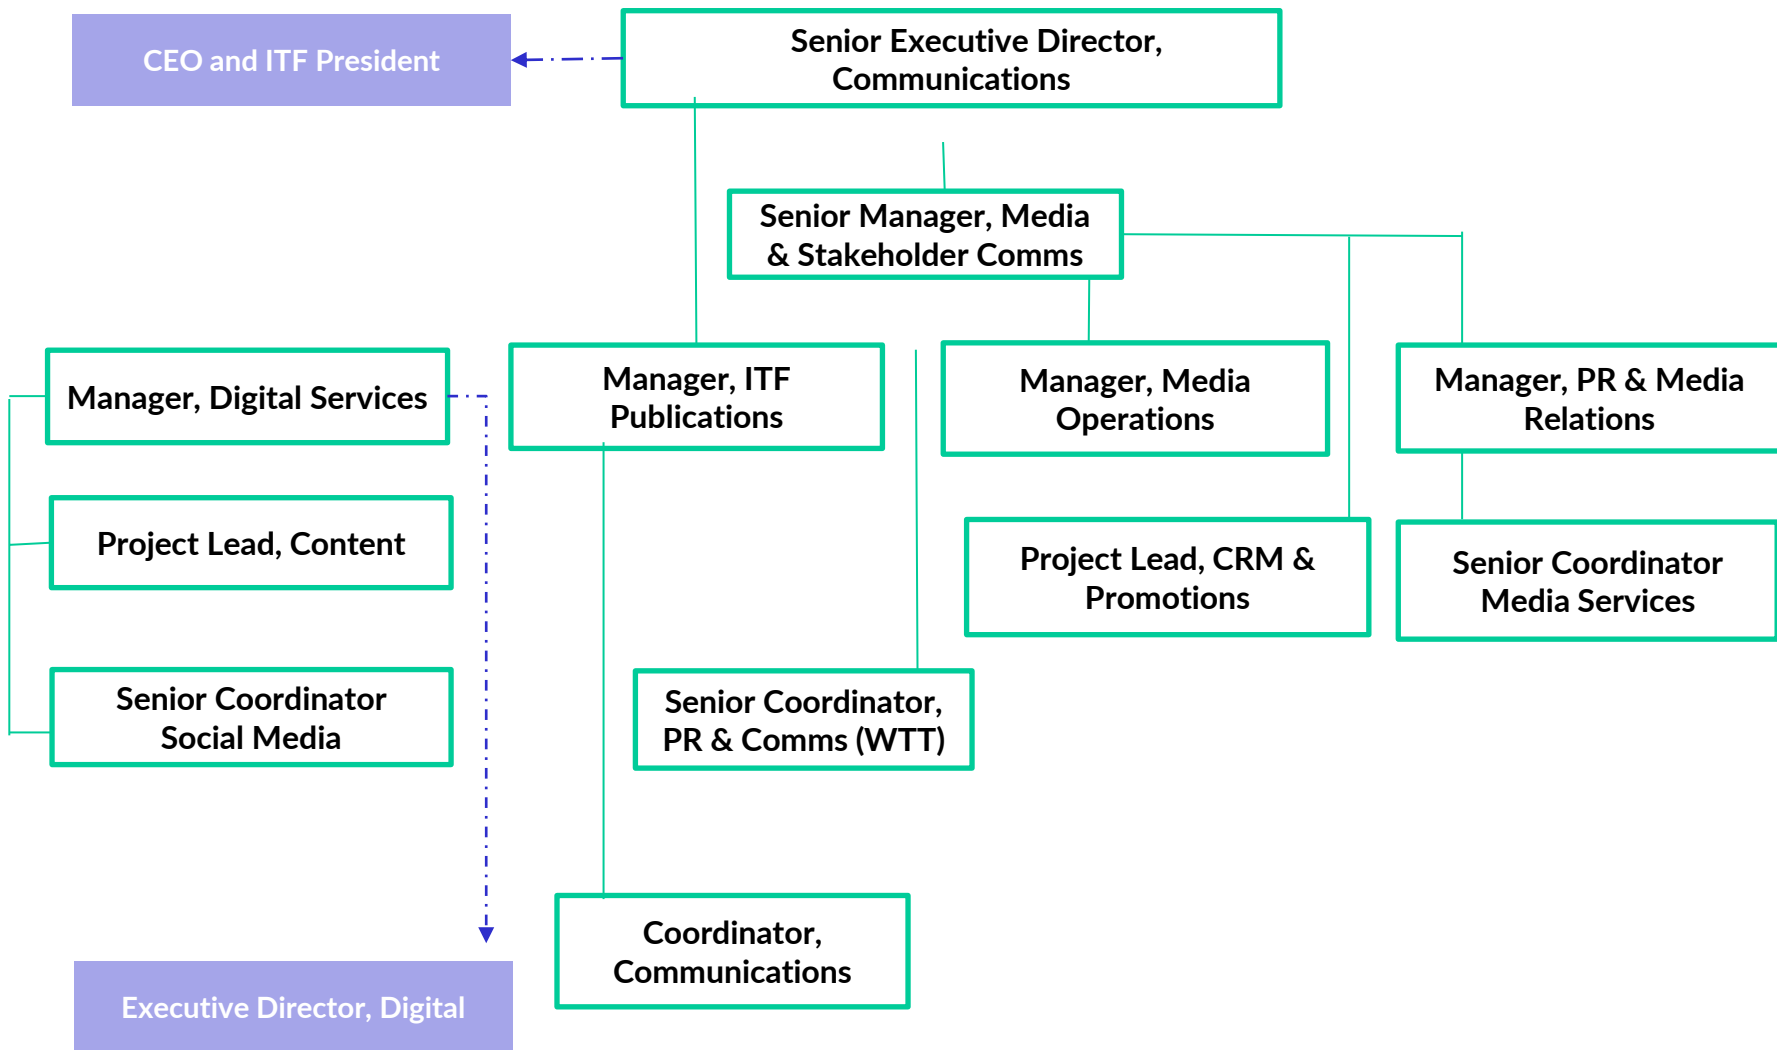 CEO and ITF President
Senior Executive Director,
Communications
Senior Manager, Media
& Stakeholder Comms
Manager, Digital Services
Manager, ITF
Publications
Manager, Media
Operations
Manager, PR & Media
Relations
Project Lead, Content
Project Lead, CRM &
Promotions
Senior Coordinator
Media Services
Senior Coordinator
Social Media
Senior Coordinator,
PR & Comms (WTT)
Coordinator,
Communications
Executive Director, Digital